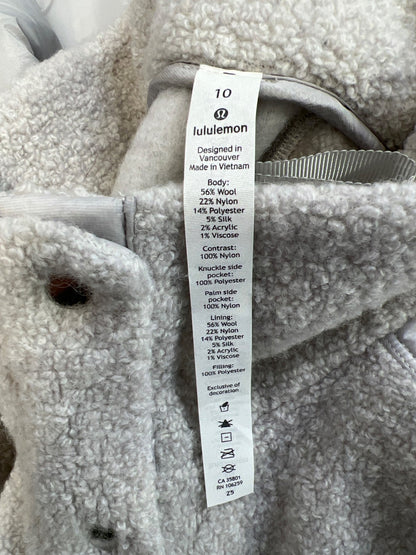 10
lululemon
Designed in
Vancouver
Made in Vietnam
Body:
56% Wool
22% Nylon
14% Polyester
5% Silk
2% Acrylic
1% Viscose
Contrast:
100% Nylon
Knuckle side
pocket:
100% Polyester
Palm side
pocket:
100% Nylon
Lining:
56% Wool
22% Nylon
14% Polyester
5% Silk
2% Acrylic
1% Viscose
Filling:
100% Polyester
Exclusive of
decoration
CA 35801
RN 106259
25